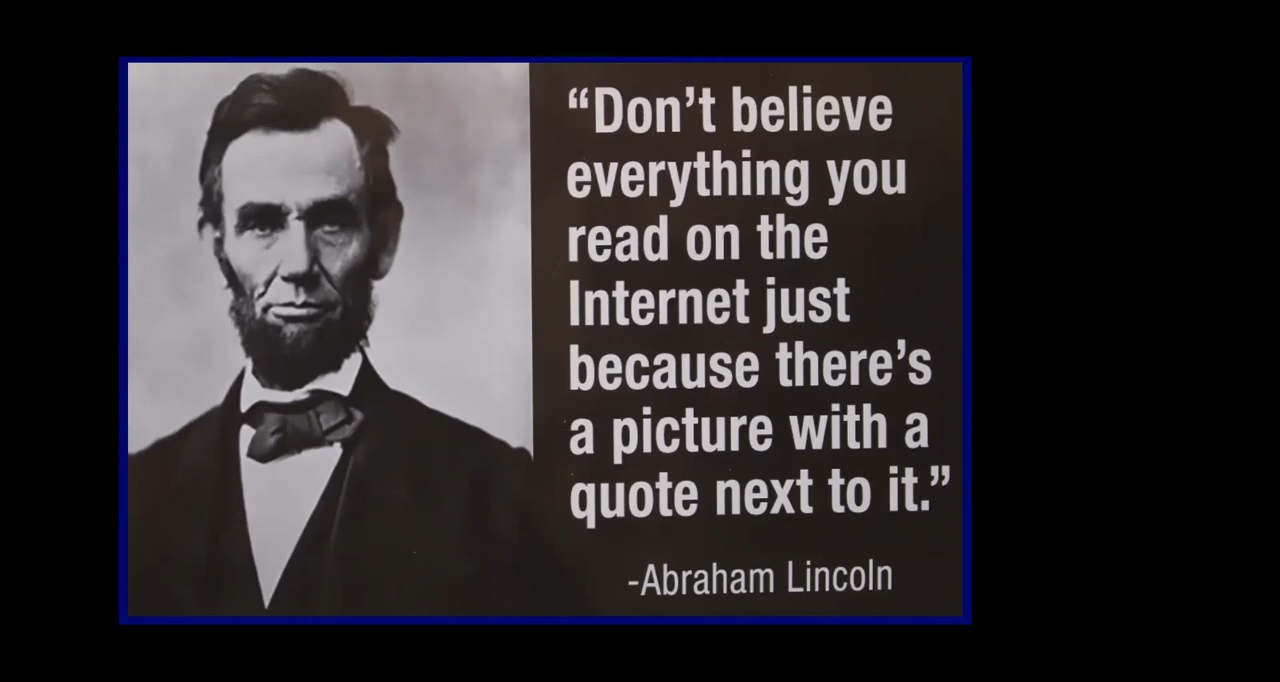 “Don’t believe
everything you
read on the
Internet just
because there’s
a picture with a
quote next to it.”
-Abraham Lincoln